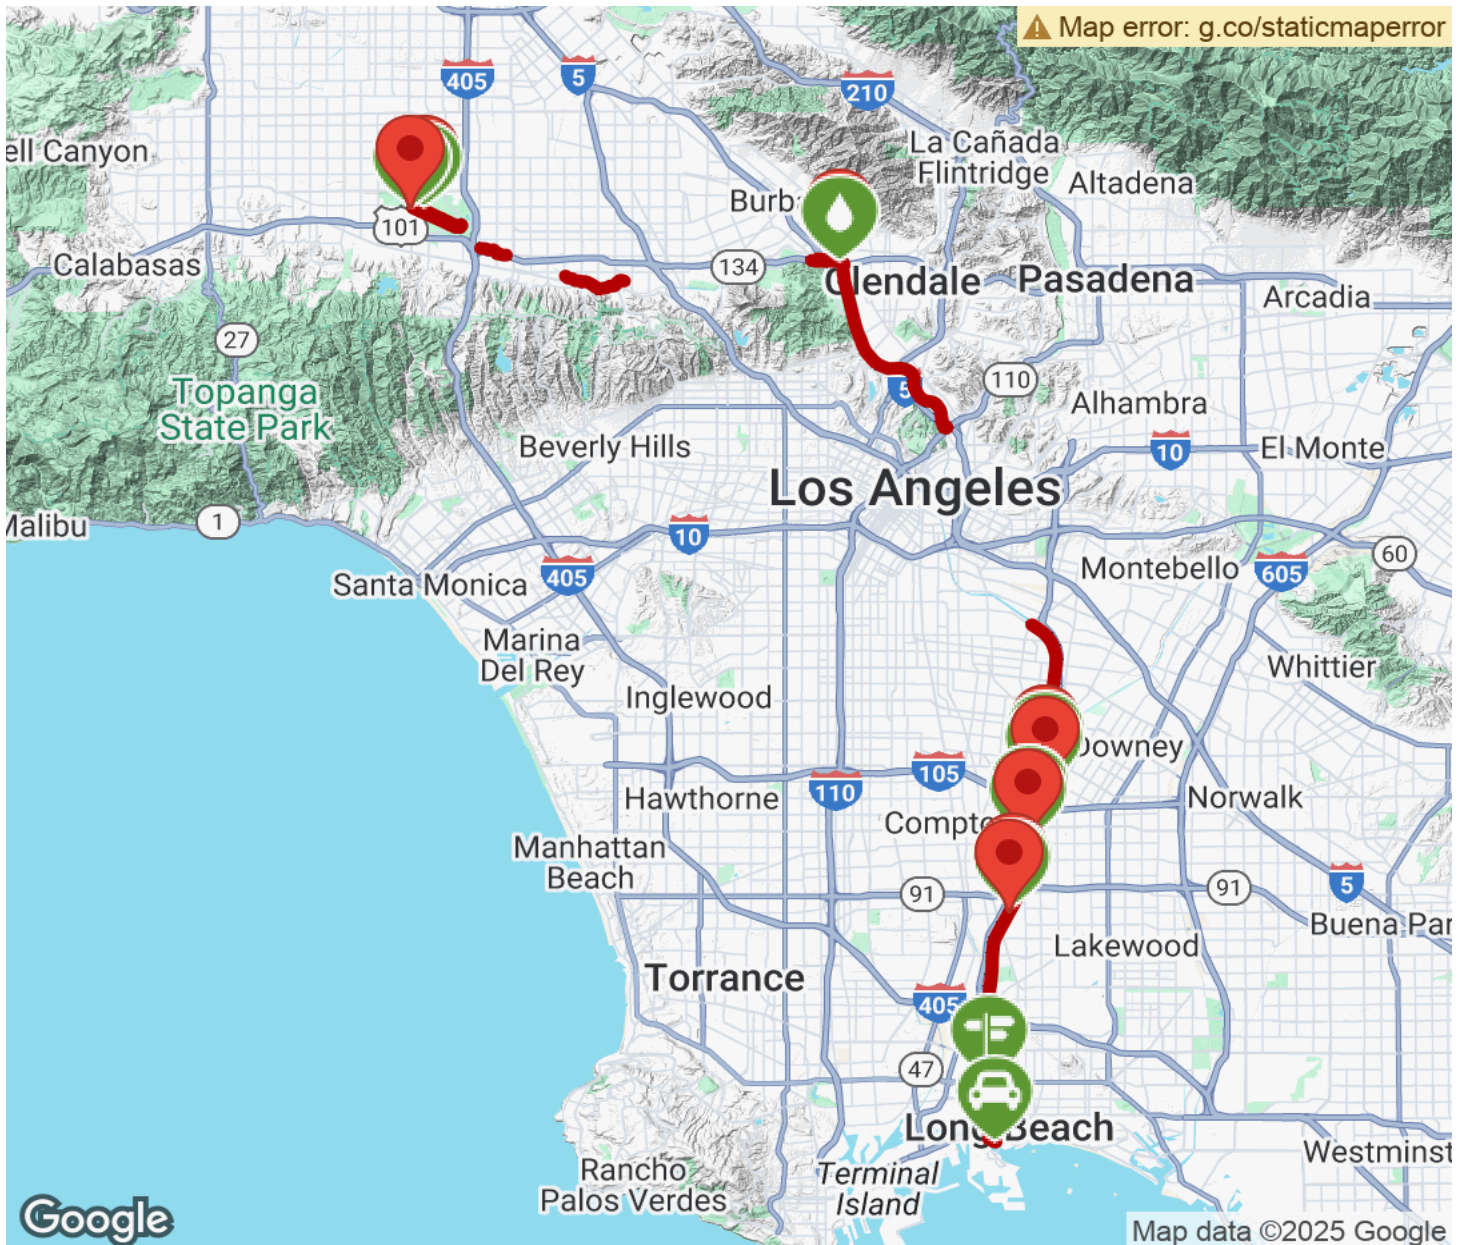 Map error: g.co/staticmaperror
405
5
210
La Cañada
Flintridge
ell Canyon
Altadena
Burb
101
Calabasas
134
Glendale
Pasadena
Arcadia
27
110
5
Topanga
State Park
Alhambra
Beverly Hills
10
El Monte
Los Angeles
Malibu
1
10
60
405
Montebello
605
Santa Monica
Marina
Del Rey
Whittier
Inglewood
Downey
105
110
Hawthorne
Norwalk
Compto
Manhattan
Beach
91
91
5
Buena Par
Lakewood
Torrance
405
47
Long Beach
Westminst
Rancho
Palos Verdes
Terminal
Island
Google
Map data ©2025 Google